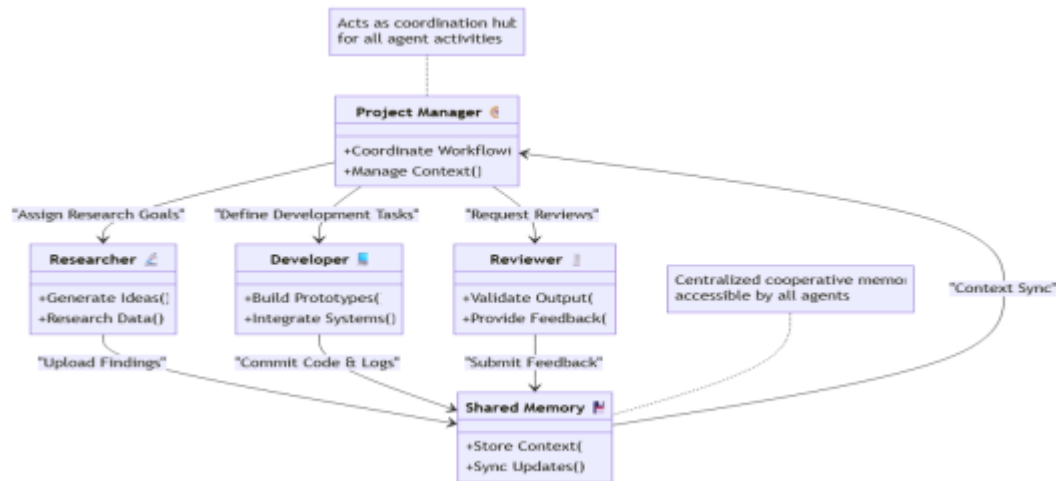 Acts as coordination hub
for all agent activities
Project Manager
+Coordinate Workflow
+Manage Context()
"Assign Research Goals"
"Define Development Tasks"
"Request Reviews"
Researcher
+Generate Ideas()
+Research Data()
Developer
+Build Prototypes(
+Integrate Systems()
Reviewer
+Validate Output(
+Provide Feedback(
Centralized cooperative memo
accessible by all agents
"Context Sync"
"Upload Findings"
"Commit Code & Logs"
"Submit Feedback"
Shared Memory
+Store Context(
+Sync Updates()